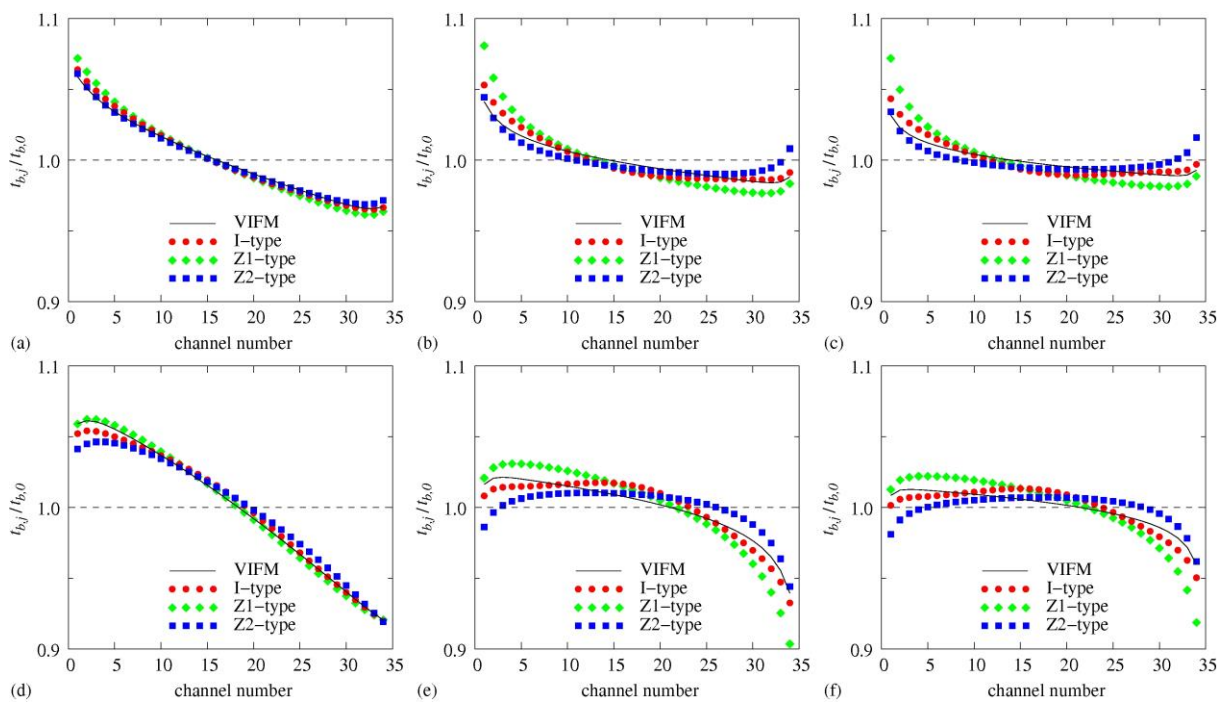 1.1
1.0
0.9
t_{b,j} / t_{b,0}
VIFM
I−type
Z1−type
Z2−type
0 5 10 15 20 25 30 35
(a) channel number
1.1
1.0
0.9
t_{b,j} / t_{b,0}
VIFM
I−type
Z1−type
Z2−type
0 5 10 15 20 25 30 35
(b) channel number
1.1
1.0
0.9
t_{b,j} / t_{b,0}
VIFM
I−type
Z1−type
Z2−type
0 5 10 15 20 25 30 35
(c) channel number
1.1
1.0
0.9
t_{b,j} / t_{b,0}
VIFM
I−type
Z1−type
Z2−type
0 5 10 15 20 25 30 35
(d) channel number
1.1
1.0
0.9
t_{b,j} / t_{b,0}
VIFM
I−type
Z1−type
Z2−type
0 5 10 15 20 25 30 35
(e) channel number
1.1
1.0
0.9
t_{b,j} / t_{b,0}
VIFM
I−type
Z1−type
Z2−type
0 5 10 15 20 25 30 35
(f) channel number